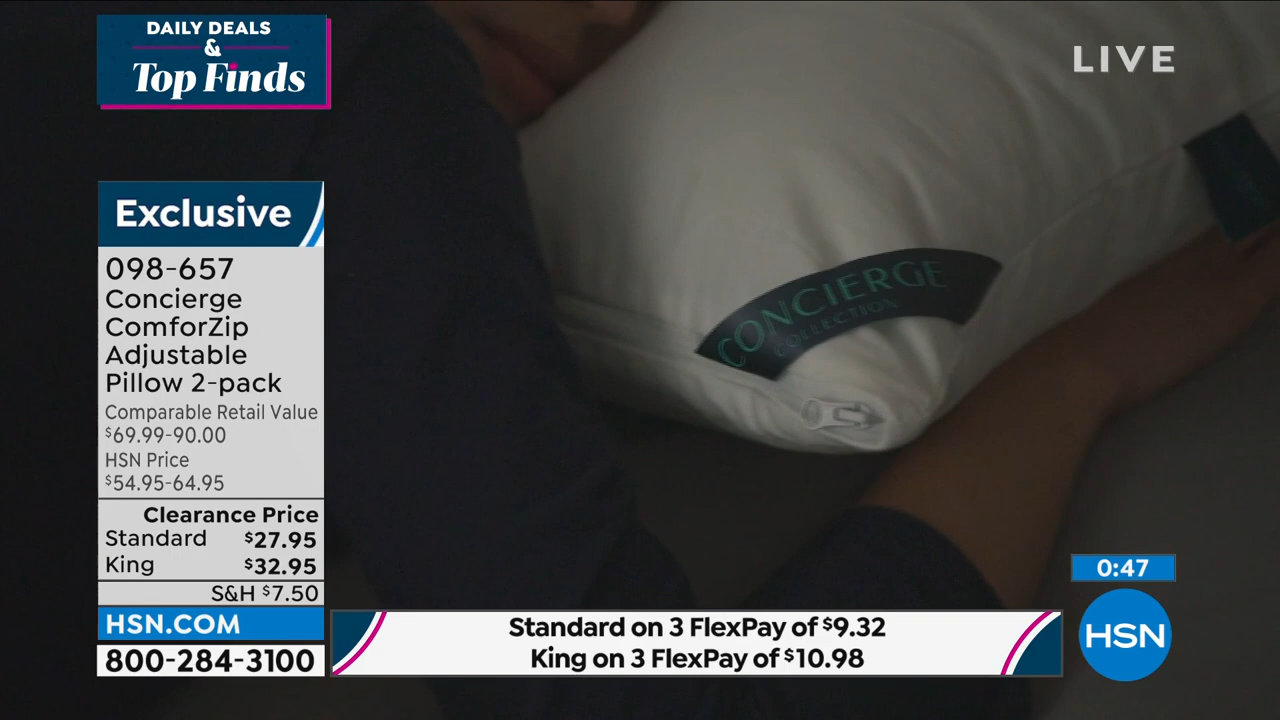 DAILY DEALS
&
Top Finds
LIVE
Exclusive
098-657
Concierge
ComforZip
Adjustable
Pillow 2-pack
Comparable Retail Value
$69.99-90.00
HSN Price
$54.95-64.95
Clearance Price
Standard $27.95
King $32.95
S&H $7.50
HSN.COM
800-284-3100
CONCIERGE
COLLECTION
Standard on 3 FlexPay of $9.32
King on 3 FlexPay of $10.98
0:47
HSN